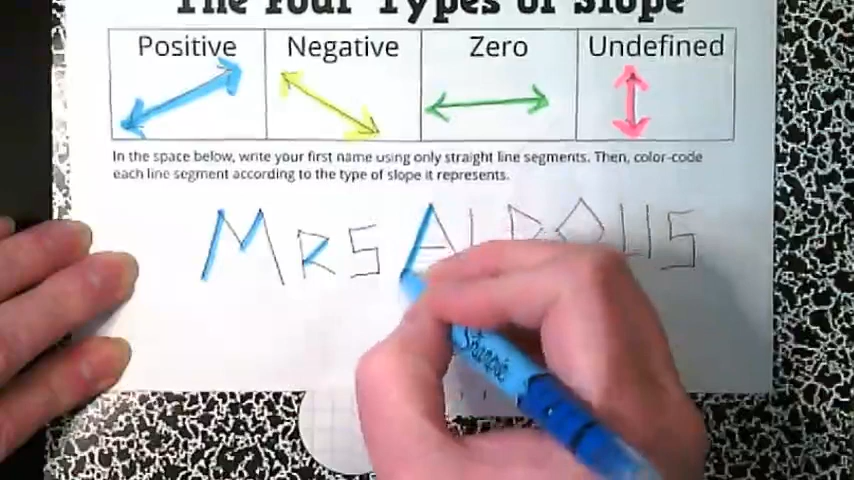 The Four Types of Slope
Positive Negative Zero Undefined
In the space below, write your first name using only straight line segments. Then, color-code
each line segment according to the type of slope it represents.
MRS ALBOUS